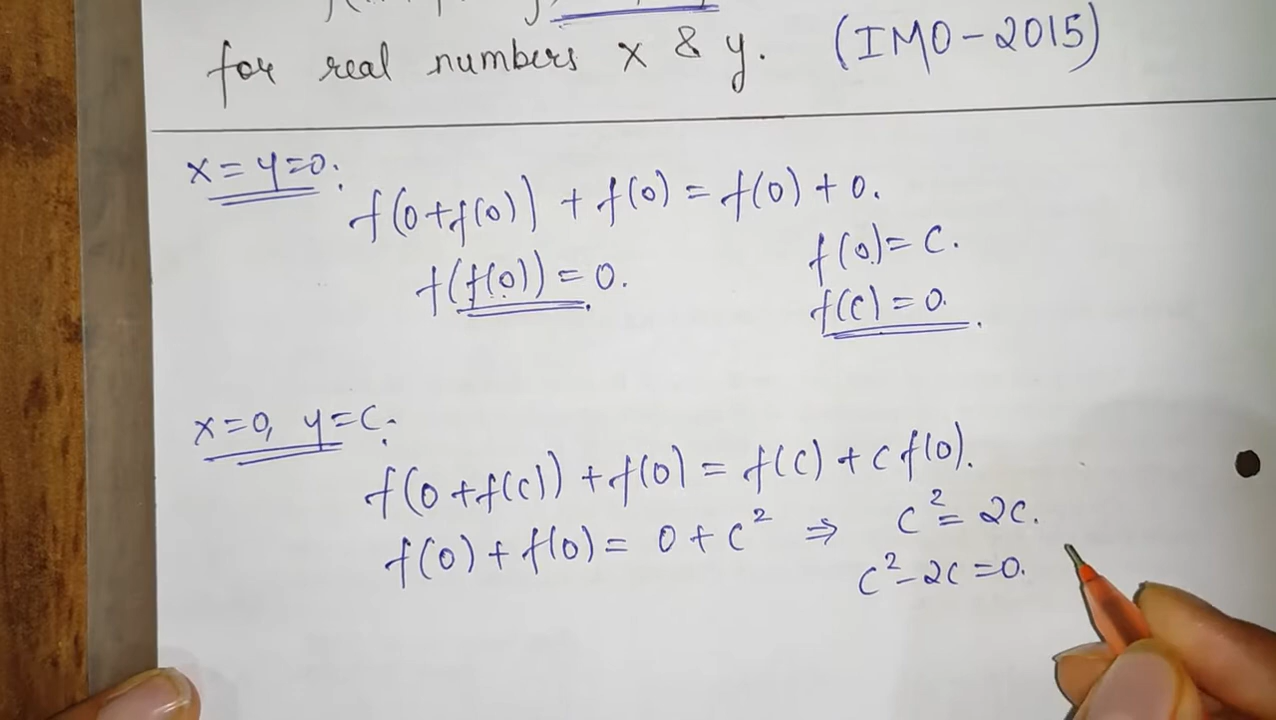 for real numbers x & y. (IMO-2015)
x=y=0:
f(0+f(0)) + f(0) = f(0) + 0.
f(f(0)) = 0.
f(0) = c.
f(c) = 0.
x=0, y=c:
f(0+f(c)) + f(0) = f(c) + c f(0).
f(0) + f(0) = 0 + c² ⇒ c² = 2c.
c² - 2c = 0.